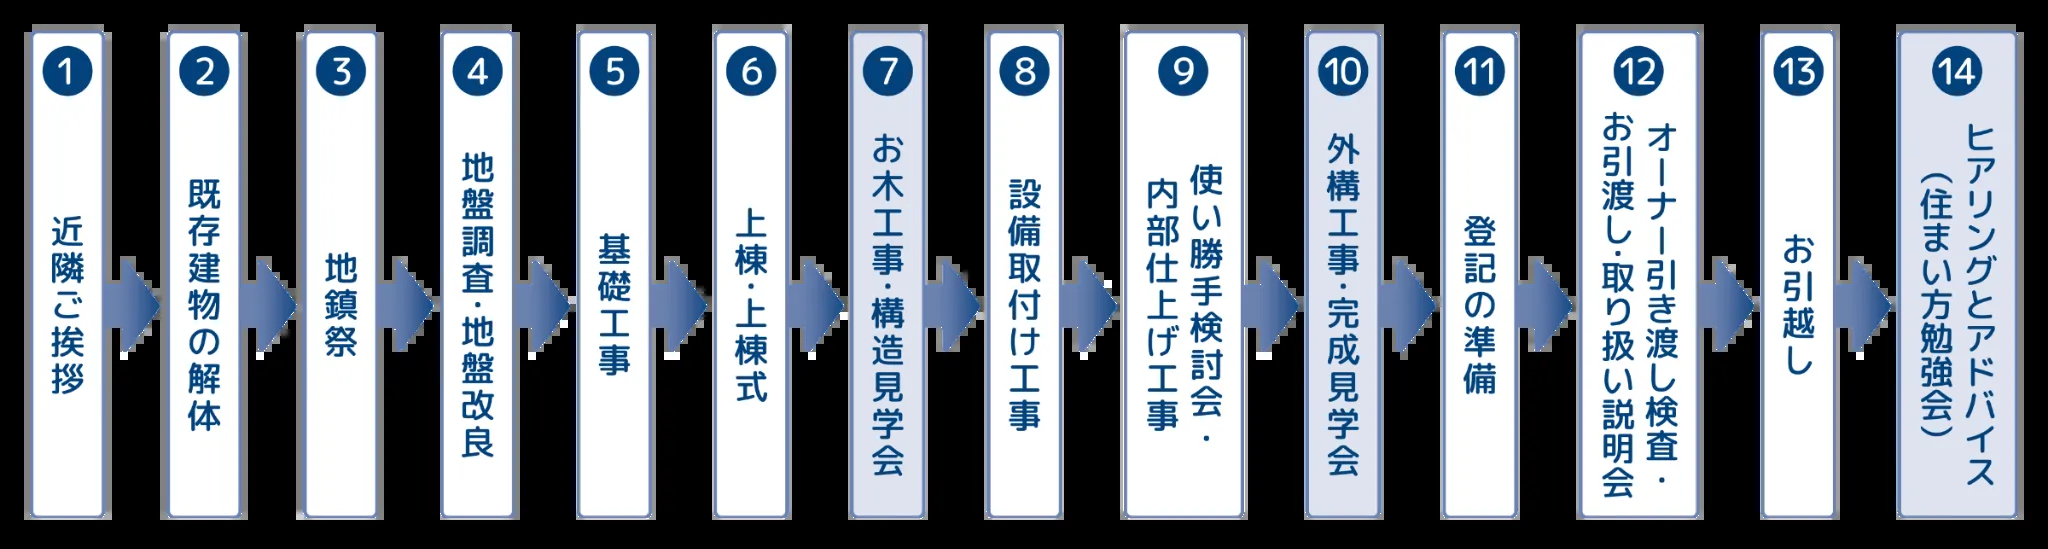 1
近隣ご挨拶
2
既存建物の解体
3
地鎮祭
4
地盤調査・地盤改良
5
基礎工事
6
上棟・上棟式
7
お木工事・構造見学会
8
設備取付け工事
9
使い勝手検討会・
内部仕上げ工事
10
外構工事・完成見学会
11
登記の準備
12
オーナー引き渡し検査・
お引渡し・取り扱い説明会
13
お引越し
14
ヒアリングとアドバイス
（住まい方勉強会）